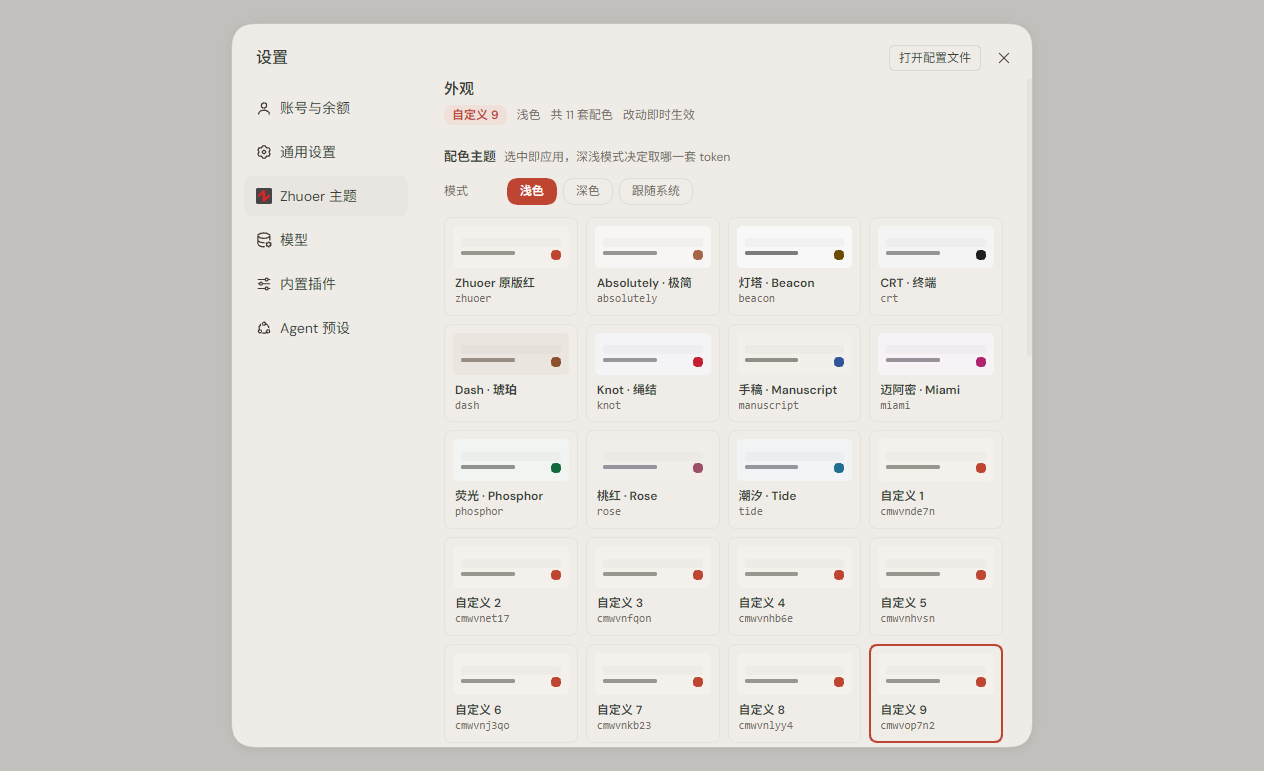 设置
打开配置文件
账号与余额
通用设置
Zhuoer 主题
模型
内置插件
Agent 预设
外观
自定义 9 浅色 共 11 套配色 改动即时生效
配色主题 选中即应用，深浅模式决定取哪一套 token
模式 浅色 深色 跟随系统
Zhuoer 原版红
zhuoer
Absolutely · 极简
absolutely
灯塔 · Beacon
beacon
CRT · 终端
crt
Dash · 琥珀
dash
Knot · 绳结
knot
手稿 · Manuscript
manuscript
迈阿密 · Miami
miami
荧光 · Phosphor
phosphor
桃红 · Rose
rose
潮汐 · Tide
tide
自定义 1
cmwvnde7n
自定义 2
cmwvnet17
自定义 3
cmwvnfqon
自定义 4
cmwvnhb6e
自定义 5
cmwvnhvsn
自定义 6
cmwvnj3qo
自定义 7
cmwvnkb23
自定义 8
cmwvnlyy4
自定义 9
cmwvop7n2